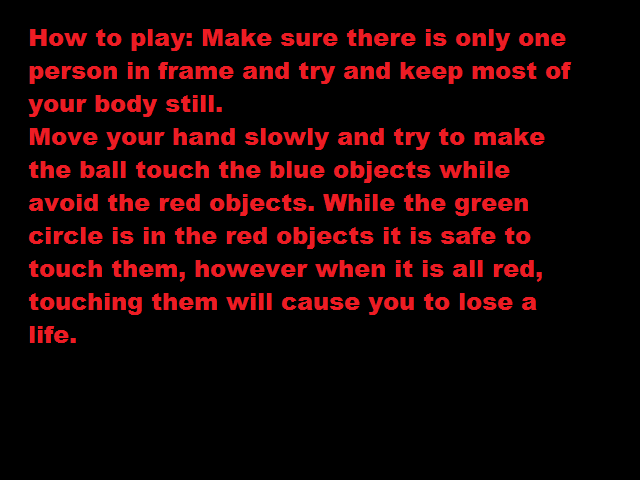 How to play: Make sure there is only one
person in frame and try and keep most of
your body still.
Move your hand slowly and try to make
the ball touch the blue objects while
avoid the red objects. While the green
circle is in the red objects it is safe to
touch them, however when it is all red,
touching them will cause you to lose a
life.